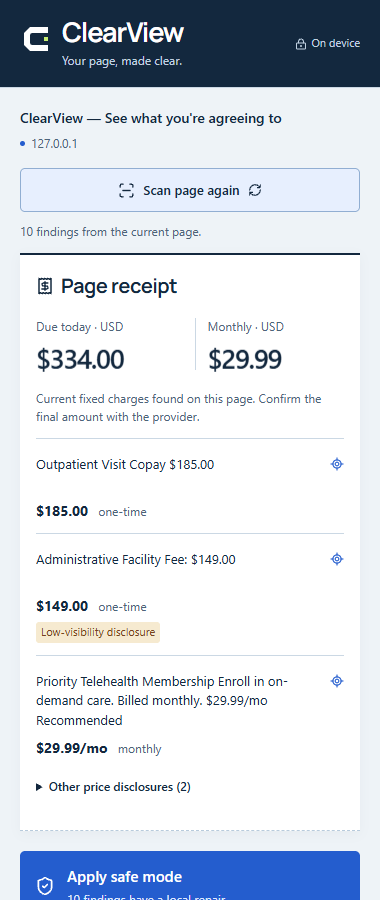 ClearView
Your page, made clear.
On device
ClearView — See what you're agreeing to
127.0.0.1
Scan page again
10 findings from the current page.
Page receipt
Due today · USD
Monthly · USD
$334.00
$29.99
Current fixed charges found on this page. Confirm the
final amount with the provider.
Outpatient Visit Copay $185.00
$185.00 one-time
Administrative Facility Fee: $149.00
$149.00 one-time
Low-visibility disclosure
Priority Telehealth Membership Enroll in on-
demand care. Billed monthly. $29.99/mo
Recommended
$29.99/mo monthly
Other price disclosures (2)
Apply safe mode
10 findings have a local repair